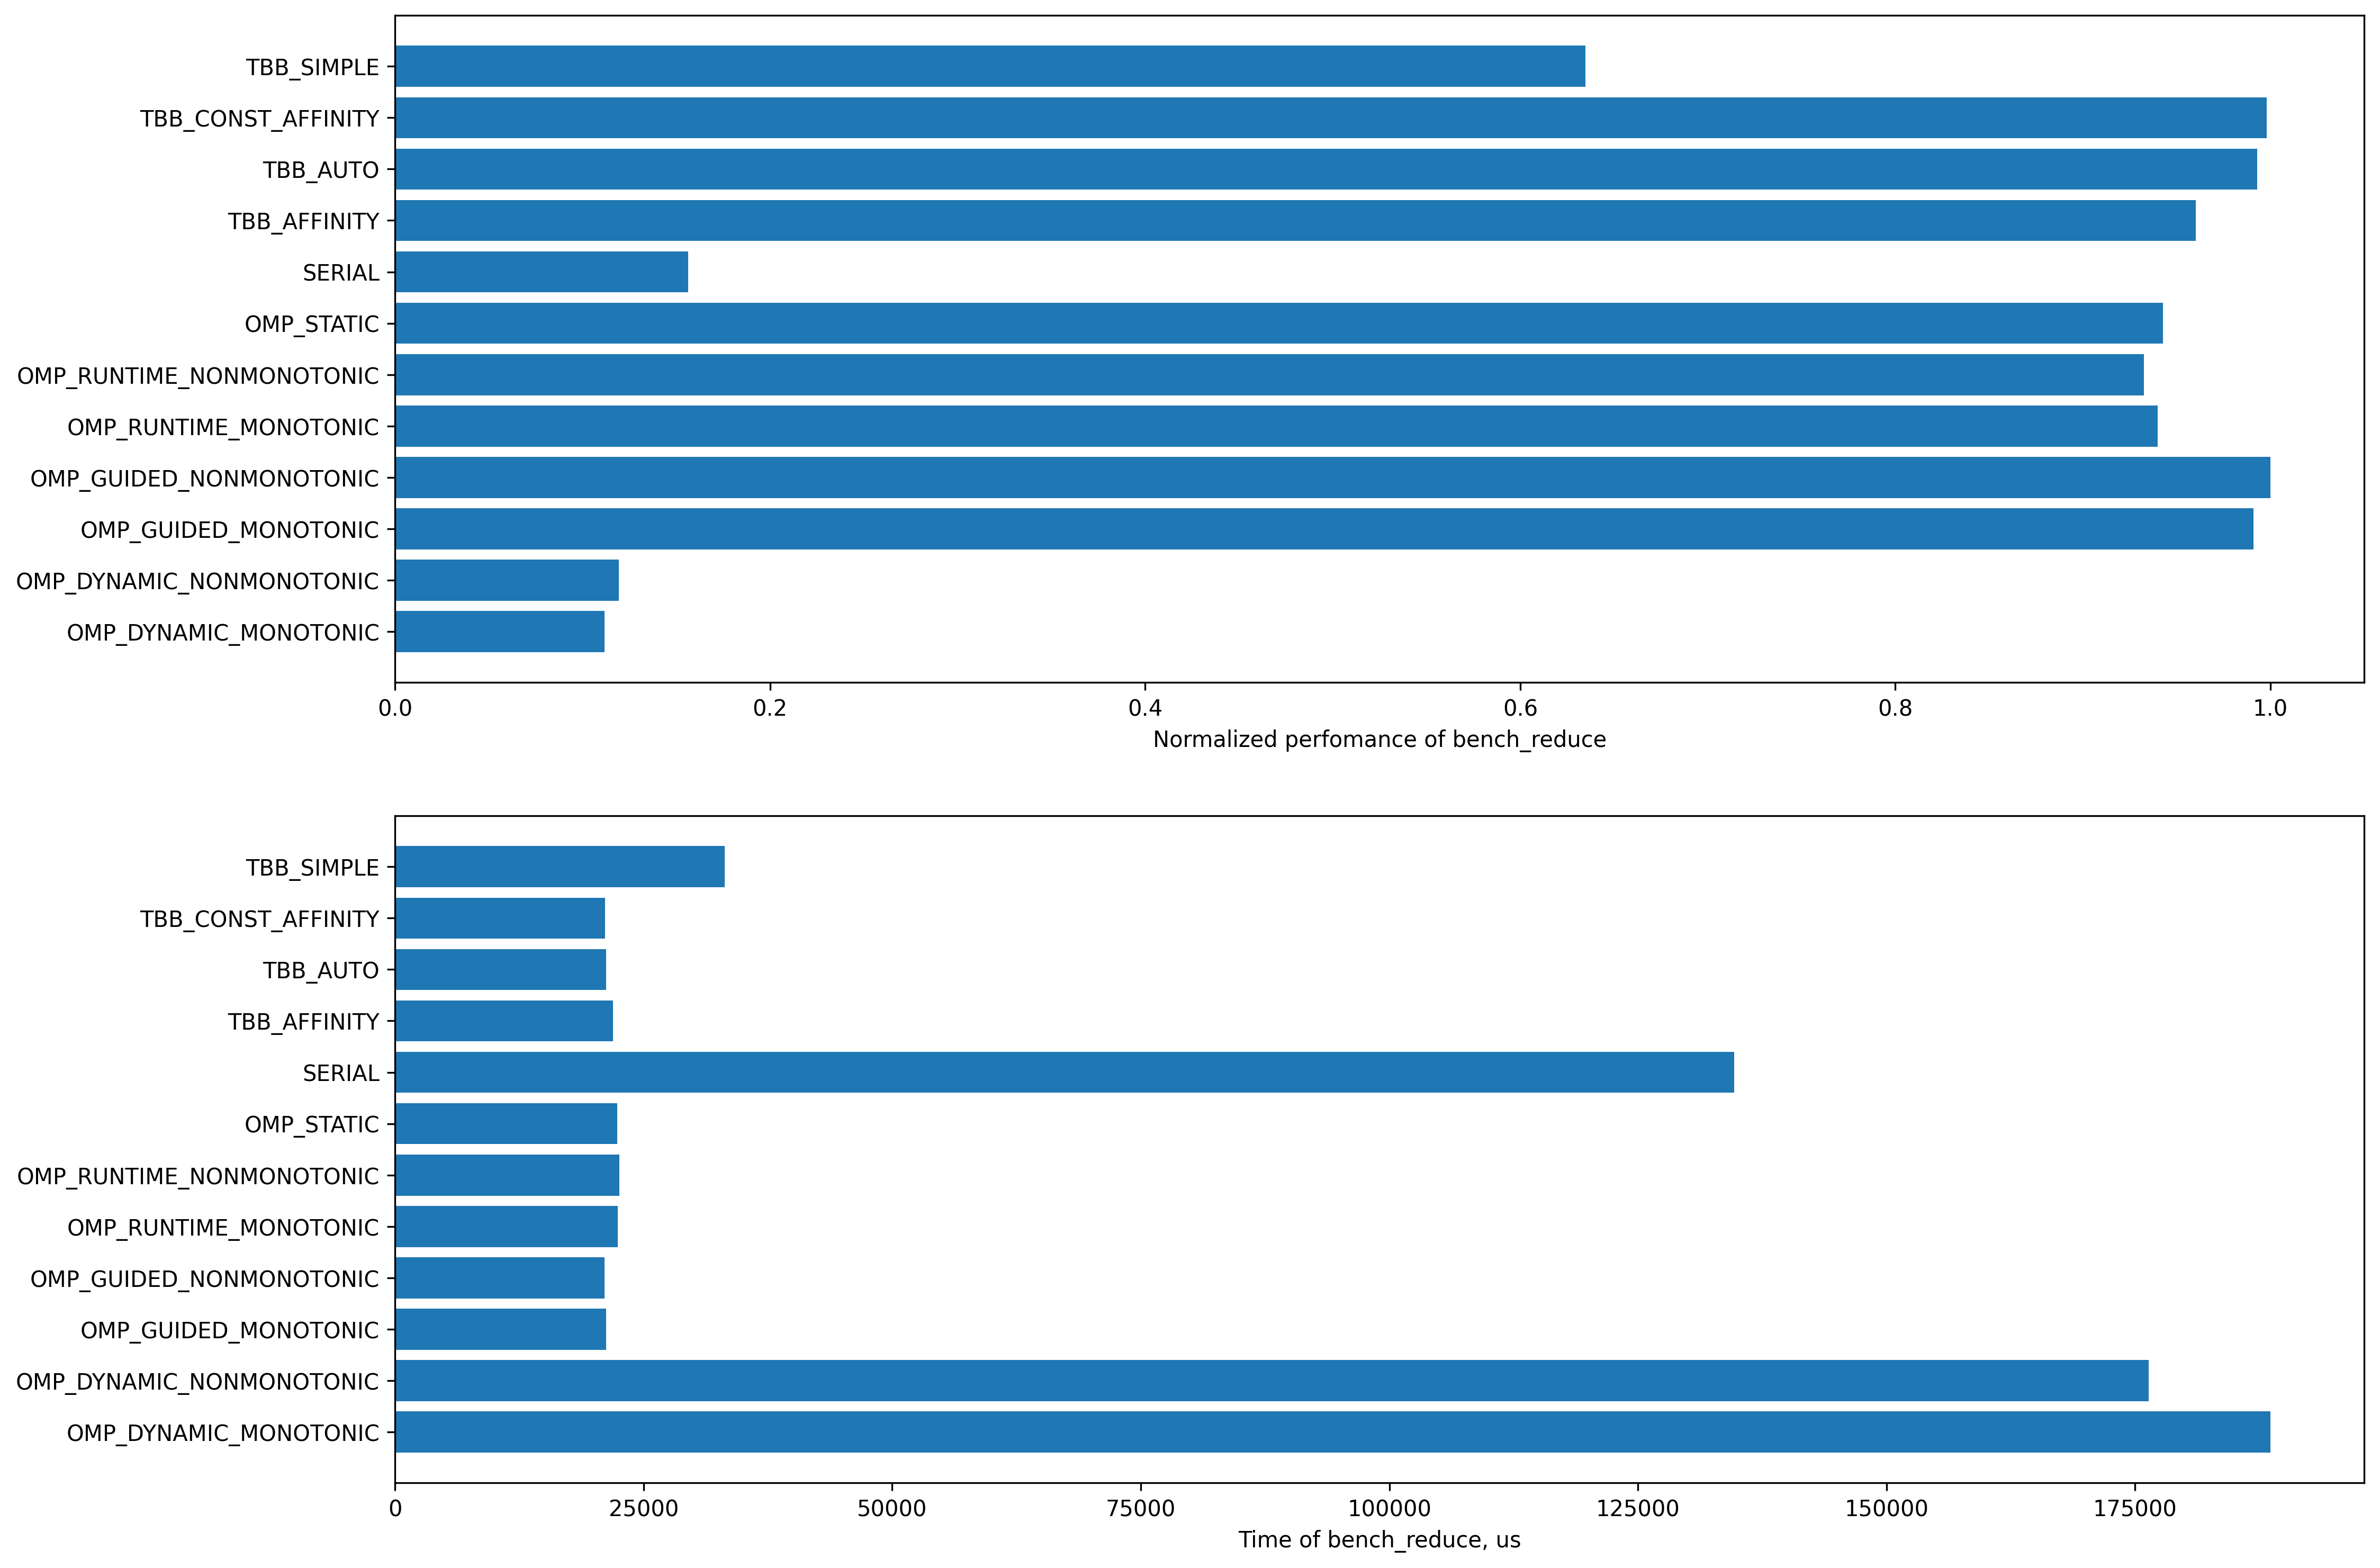 TBB_SIMPLE
TBB_CONST_AFFINITY
TBB_AUTO
TBB_AFFINITY
SERIAL
OMP_STATIC
OMP_RUNTIME_NONMONOTONIC
OMP_RUNTIME_MONOTONIC
OMP_GUIDED_NONMONOTONIC
OMP_GUIDED_MONOTONIC
OMP_DYNAMIC_NONMONOTONIC
OMP_DYNAMIC_MONOTONIC
0.0 0.2 0.4 0.6 0.8 1.0
Normalized perfomance of bench_reduce
TBB_SIMPLE
TBB_CONST_AFFINITY
TBB_AUTO
TBB_AFFINITY
SERIAL
OMP_STATIC
OMP_RUNTIME_NONMONOTONIC
OMP_RUNTIME_MONOTONIC
OMP_GUIDED_NONMONOTONIC
OMP_GUIDED_MONOTONIC
OMP_DYNAMIC_NONMONOTONIC
OMP_DYNAMIC_MONOTONIC
0 25000 50000 75000 100000 125000 150000 175000
Time of bench_reduce, us